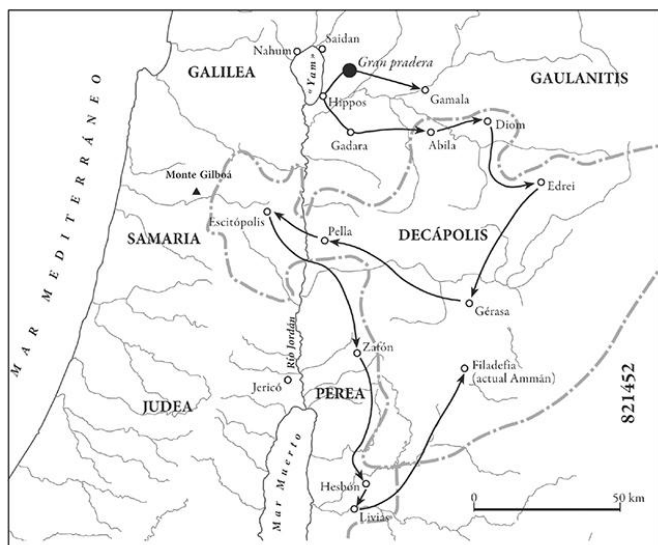 Saidan
Nahum
Gran pradera
GALILEA
«Yam»
GAULANITIS
Gamala
Hippos
Diom
Gadara
Abila
MAR MEDITERRÁNEO
Monte Gilboá
Edrei
Escitópolis
SAMARIA
Pella
DECÁPOLIS
Gérasa
Río Jordán
Zafón
Filadefia
(actual Ammán)
Jericó
PEREA
JUDEA
821452
Mar Muerto
Hesbón
Livias
0
50 km